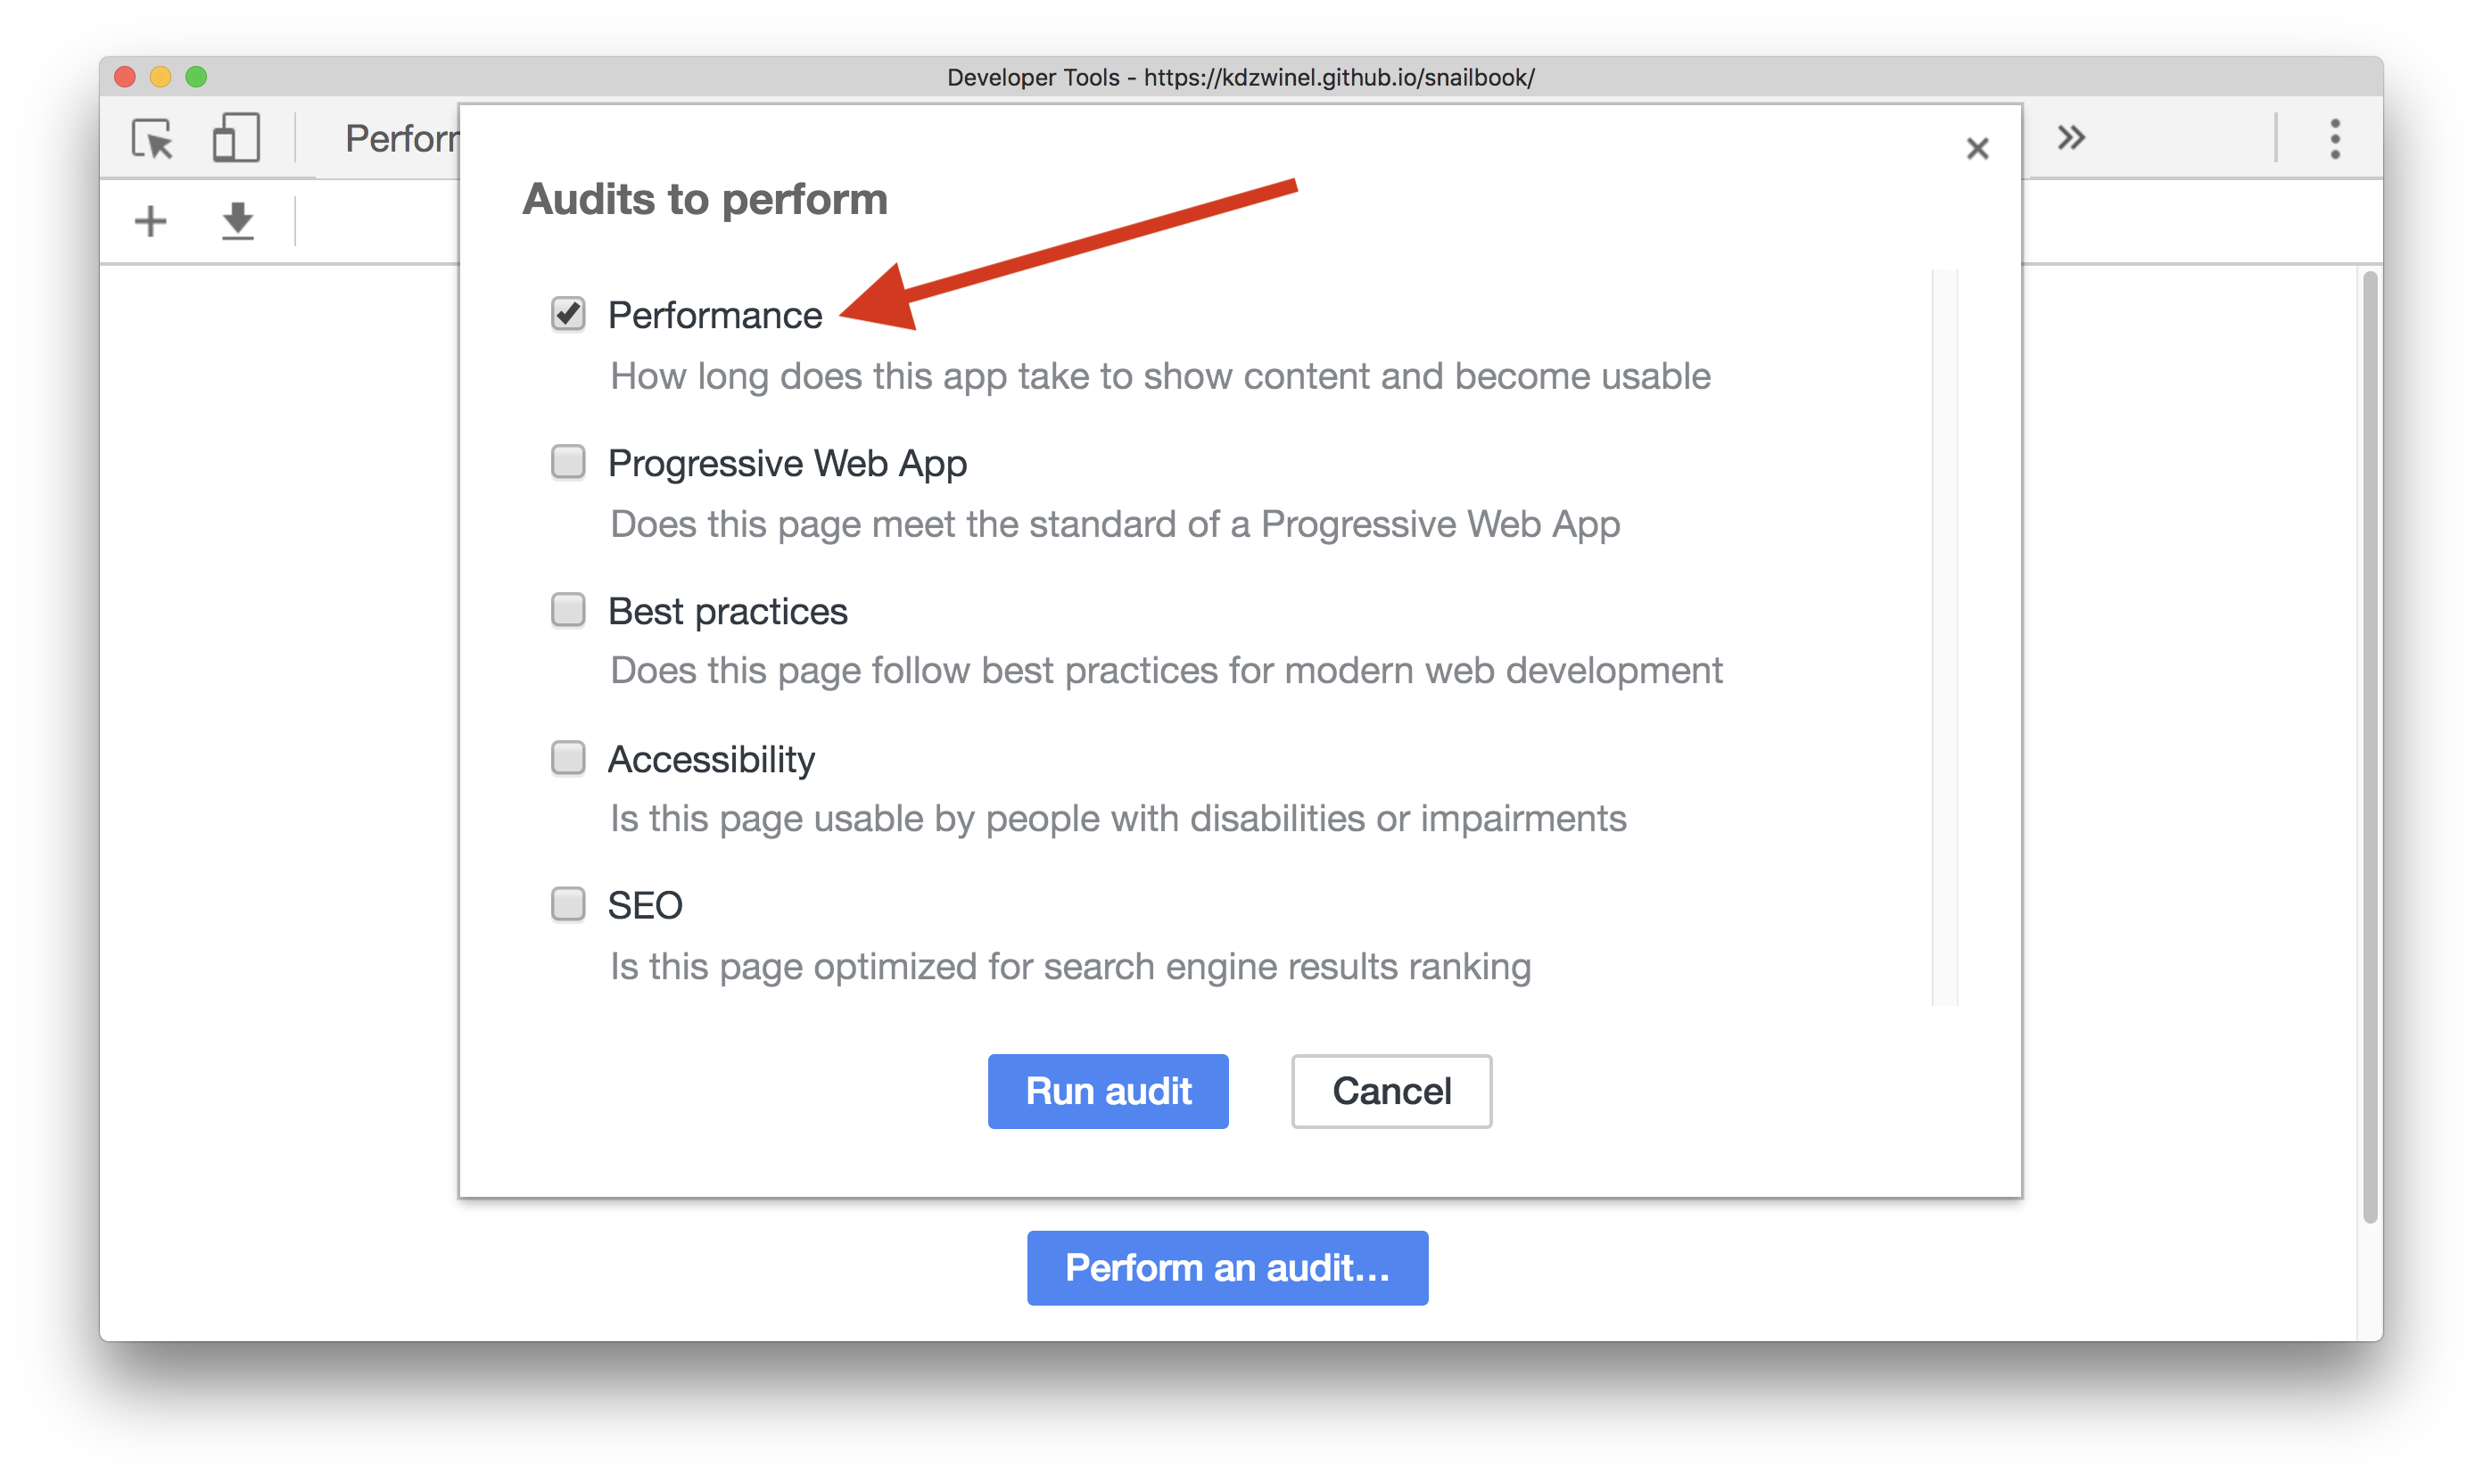 Developer Tools - https://kdzwinel.github.io/snailbook/
Perfor
Audits to perform
Performance
How long does this app take to show content and become usable
Progressive Web App
Does this page meet the standard of a Progressive Web App
Best practices
Does this page follow best practices for modern web development
Accessibility
Is this page usable by people with disabilities or impairments
SEO
Is this page optimized for search engine results ranking
Run audit
Cancel
Perform an audit...